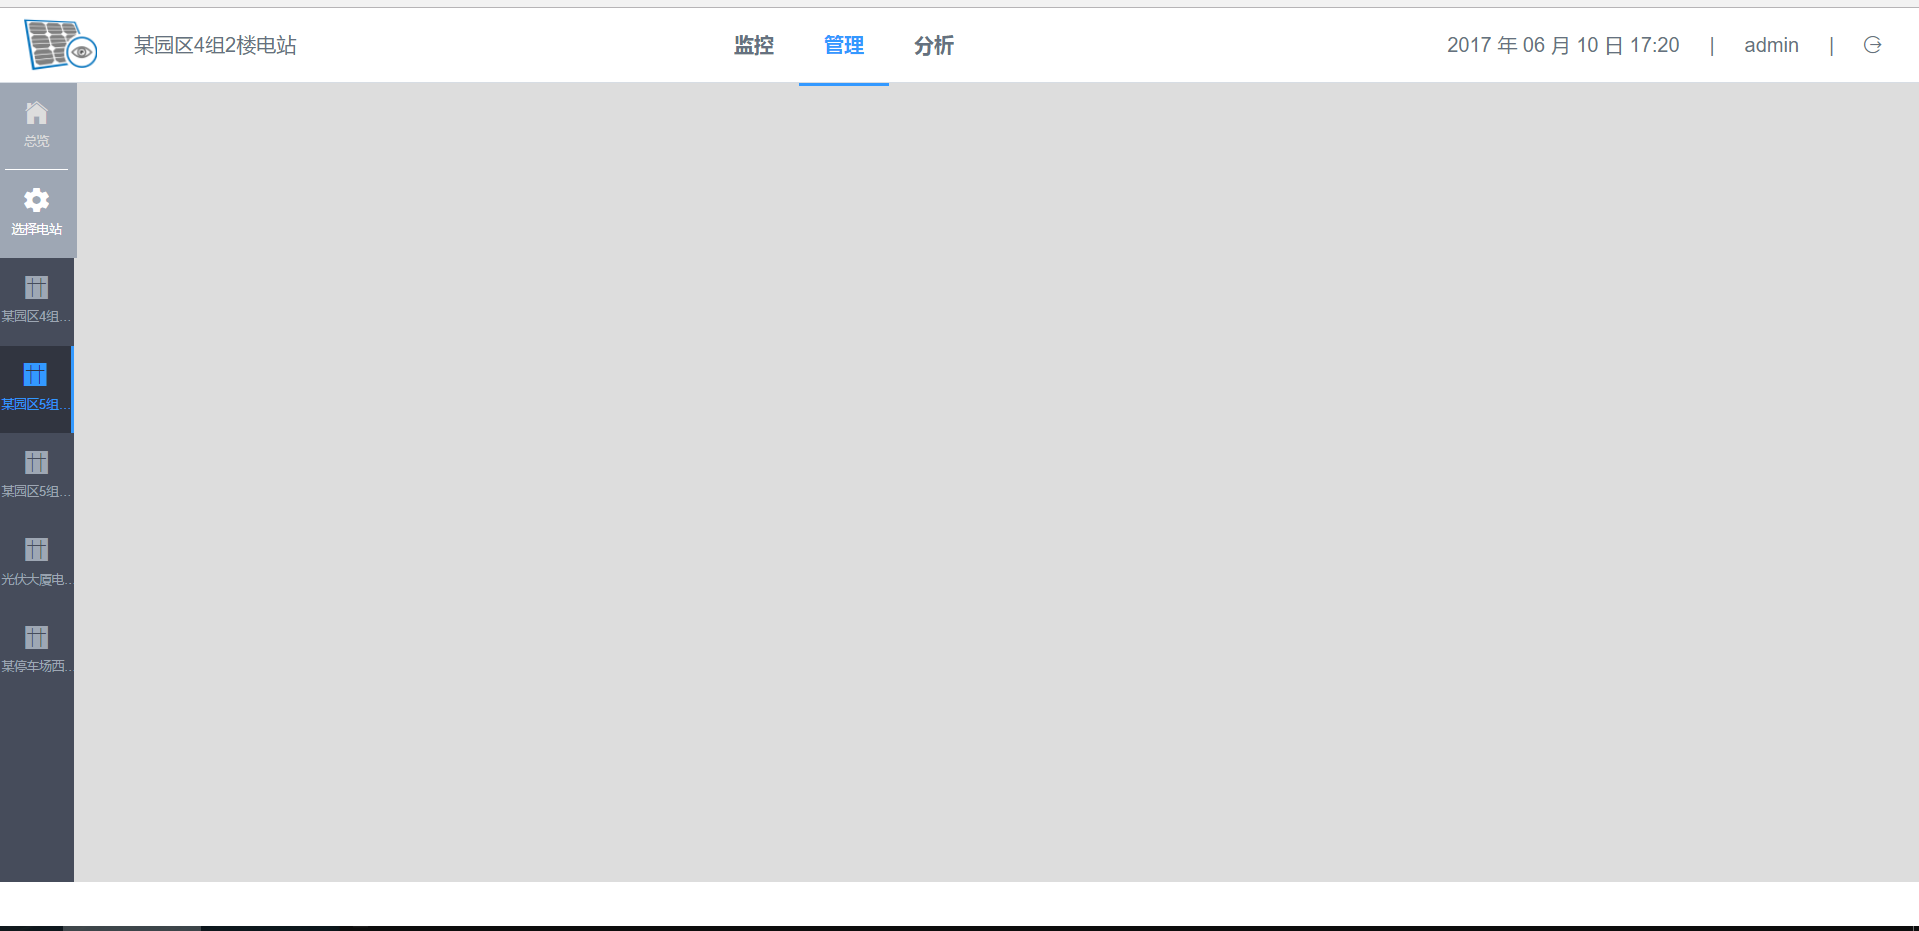 某园区4组2楼电站
监控 管理 分析
2017 年 06 月 10 日 17:20 | admin |
总览
选择电站
某园区4组...
某园区5组...
某园区5组...
光伏大厦电...
某停车场西...